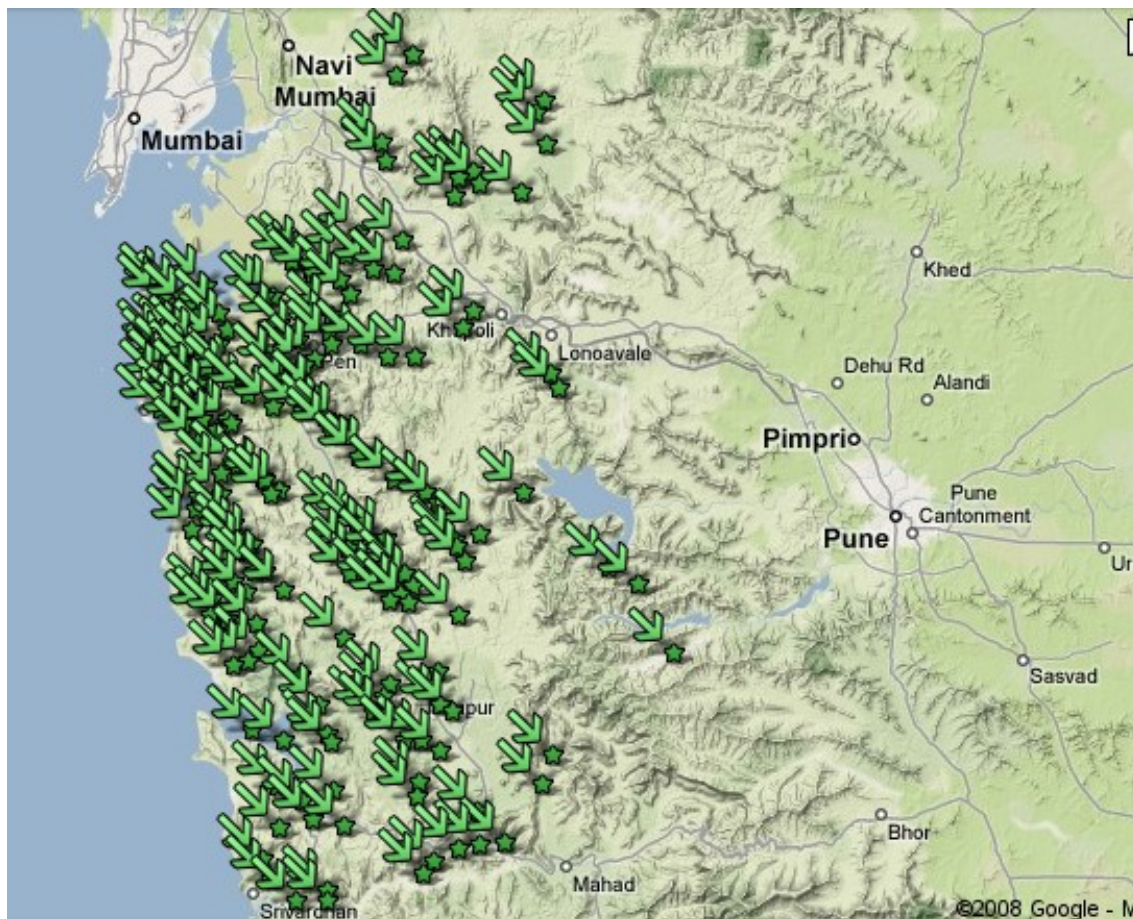 Navi
Mumbai
Mumbai
Khed
Lonoavale
Pen
Dehu Rd
Alandi
Pimpri
Pune
Cantonment
Pune
Ur
Sasvad
Bhor
Mahad
Srivardhan
©2008 Google - M